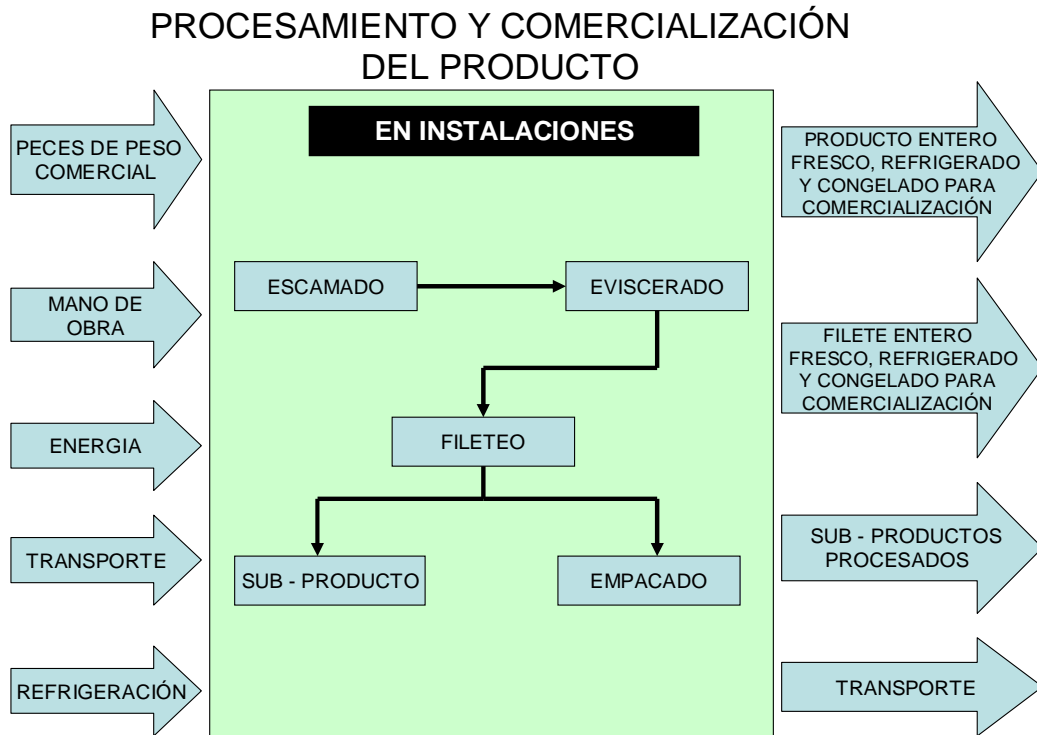 PROCESAMIENTO Y COMERCIALIZACIÓN
DEL PRODUCTO
PECES DE PESO
COMERCIAL
MANO DE
OBRA
ENERGIA
TRANSPORTE
REFRIGERACIÓN
EN INSTALACIONES
ESCAMADO
EVISCERADO
FILETEO
SUB - PRODUCTO
EMPACADO
PRODUCTO ENTERO
FRESCO, REFRIGERADO
Y CONGELADO PARA
COMERCIALIZACIÓN
FILETE ENTERO
FRESCO, REFRIGERADO
Y CONGELADO PARA
COMERCIALIZACIÓN
SUB - PRODUCTOS
PROCESADOS
TRANSPORTE